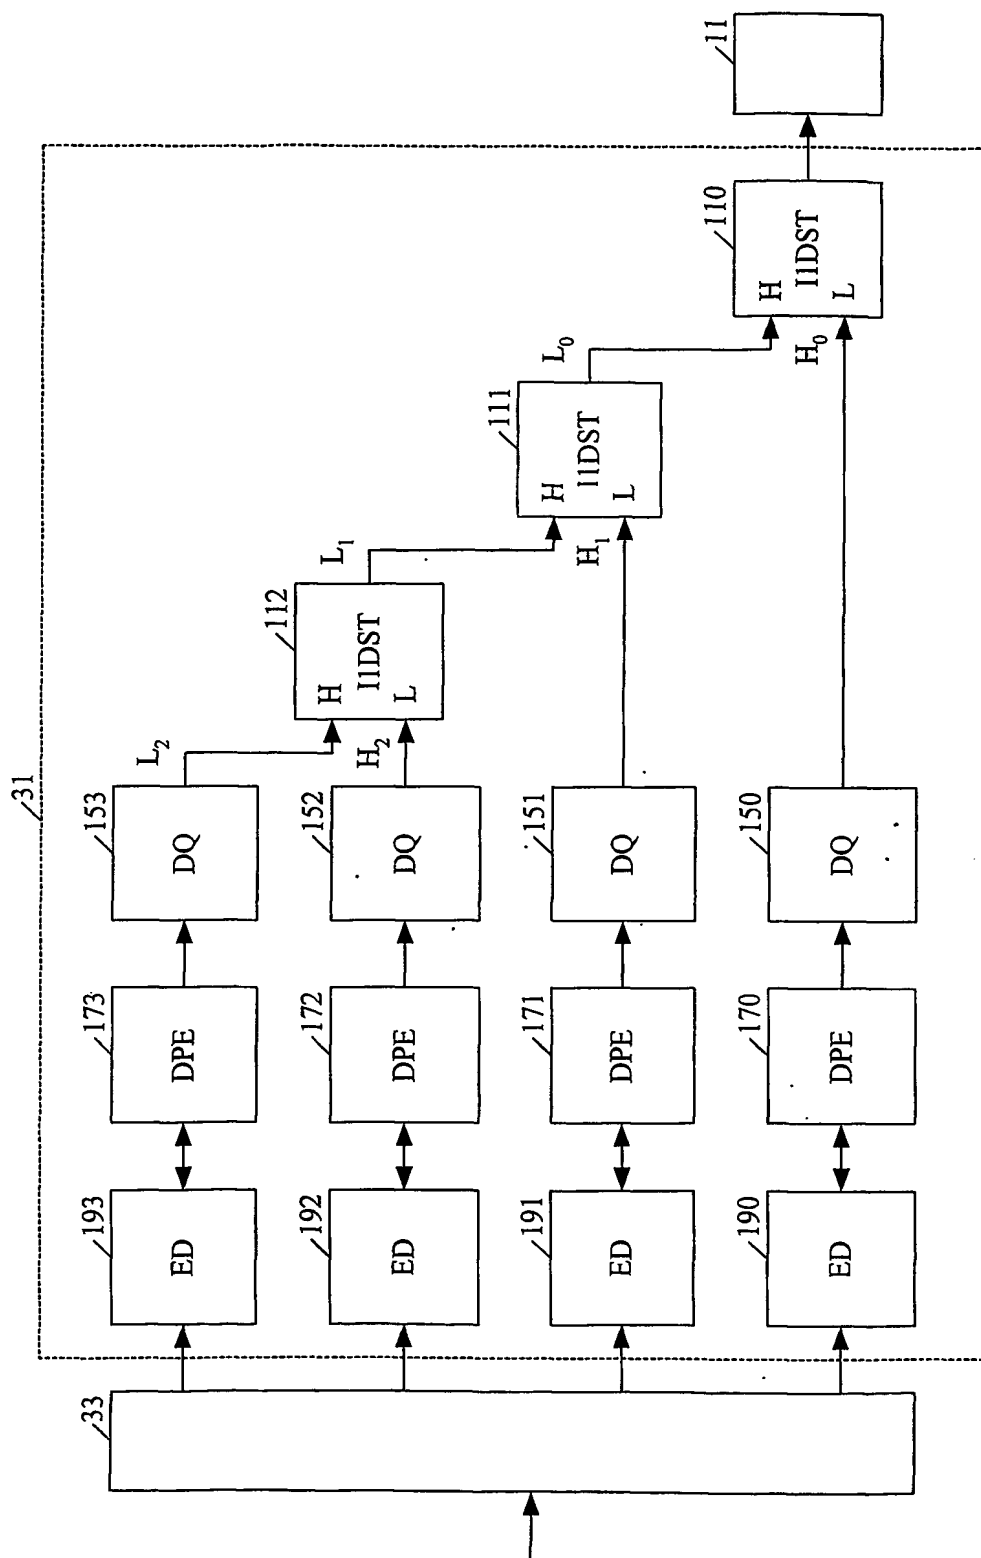 31
33
193
ED
173
DPE
153
DQ
L2
192
ED
172
DPE
152
DQ
H2
112
H
I1DST
L
L1
191
ED
171
DPE
151
DQ
H1
111
H
I1DST
L
L0
190
ED
170
DPE
150
DQ
H0
110
H
I1DST
L
11